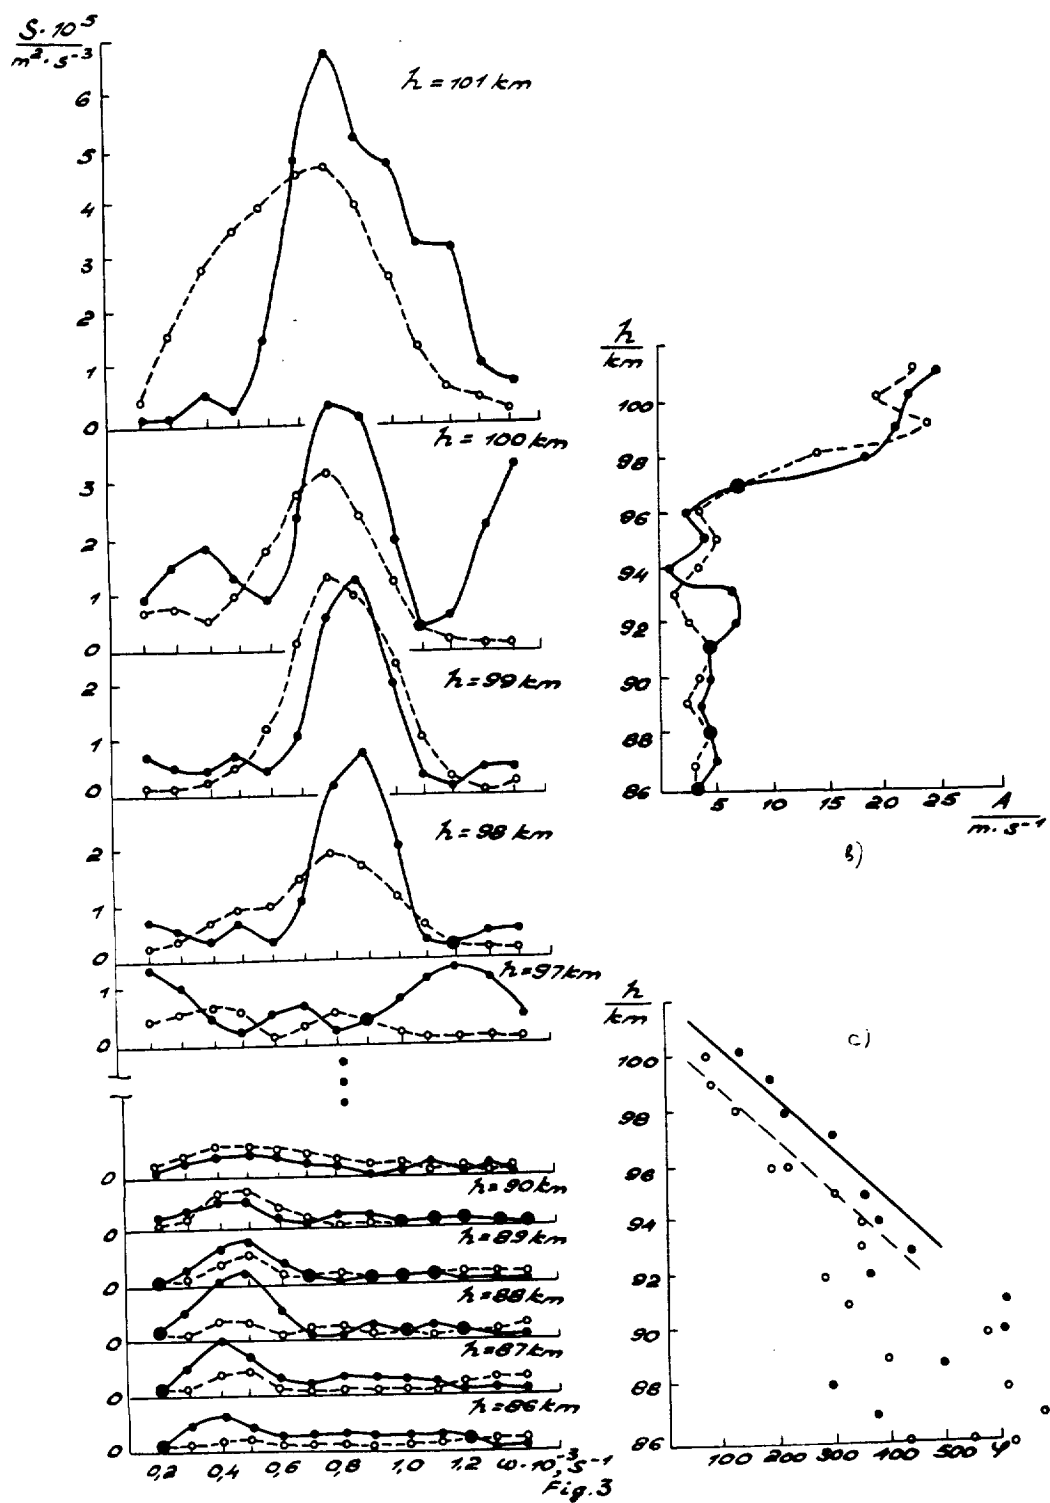 S·10⁵
m²·s⁻³
h = 101 km
6
5
4
3
2
1
0
h = 100 km
3
2
1
0
h = 99 km
2
1
0
h = 98 km
2
1
0
h = 97 km
1
0
0
h = 90 km
0
h = 89 km
0
h = 88 km
0
h = 87 km
0
h = 86 km
0
0,2 0,4 0,6 0,8 1,0 1,2 ω·10⁻³, s⁻¹
Fig. 3
h
km
100
98
96
94
92
90
88
86
5 10 15 20 25 A
m·s⁻¹
b)
h
km
c)
100
98
96
94
92
90
88
86
100 200 300 400 500 φ